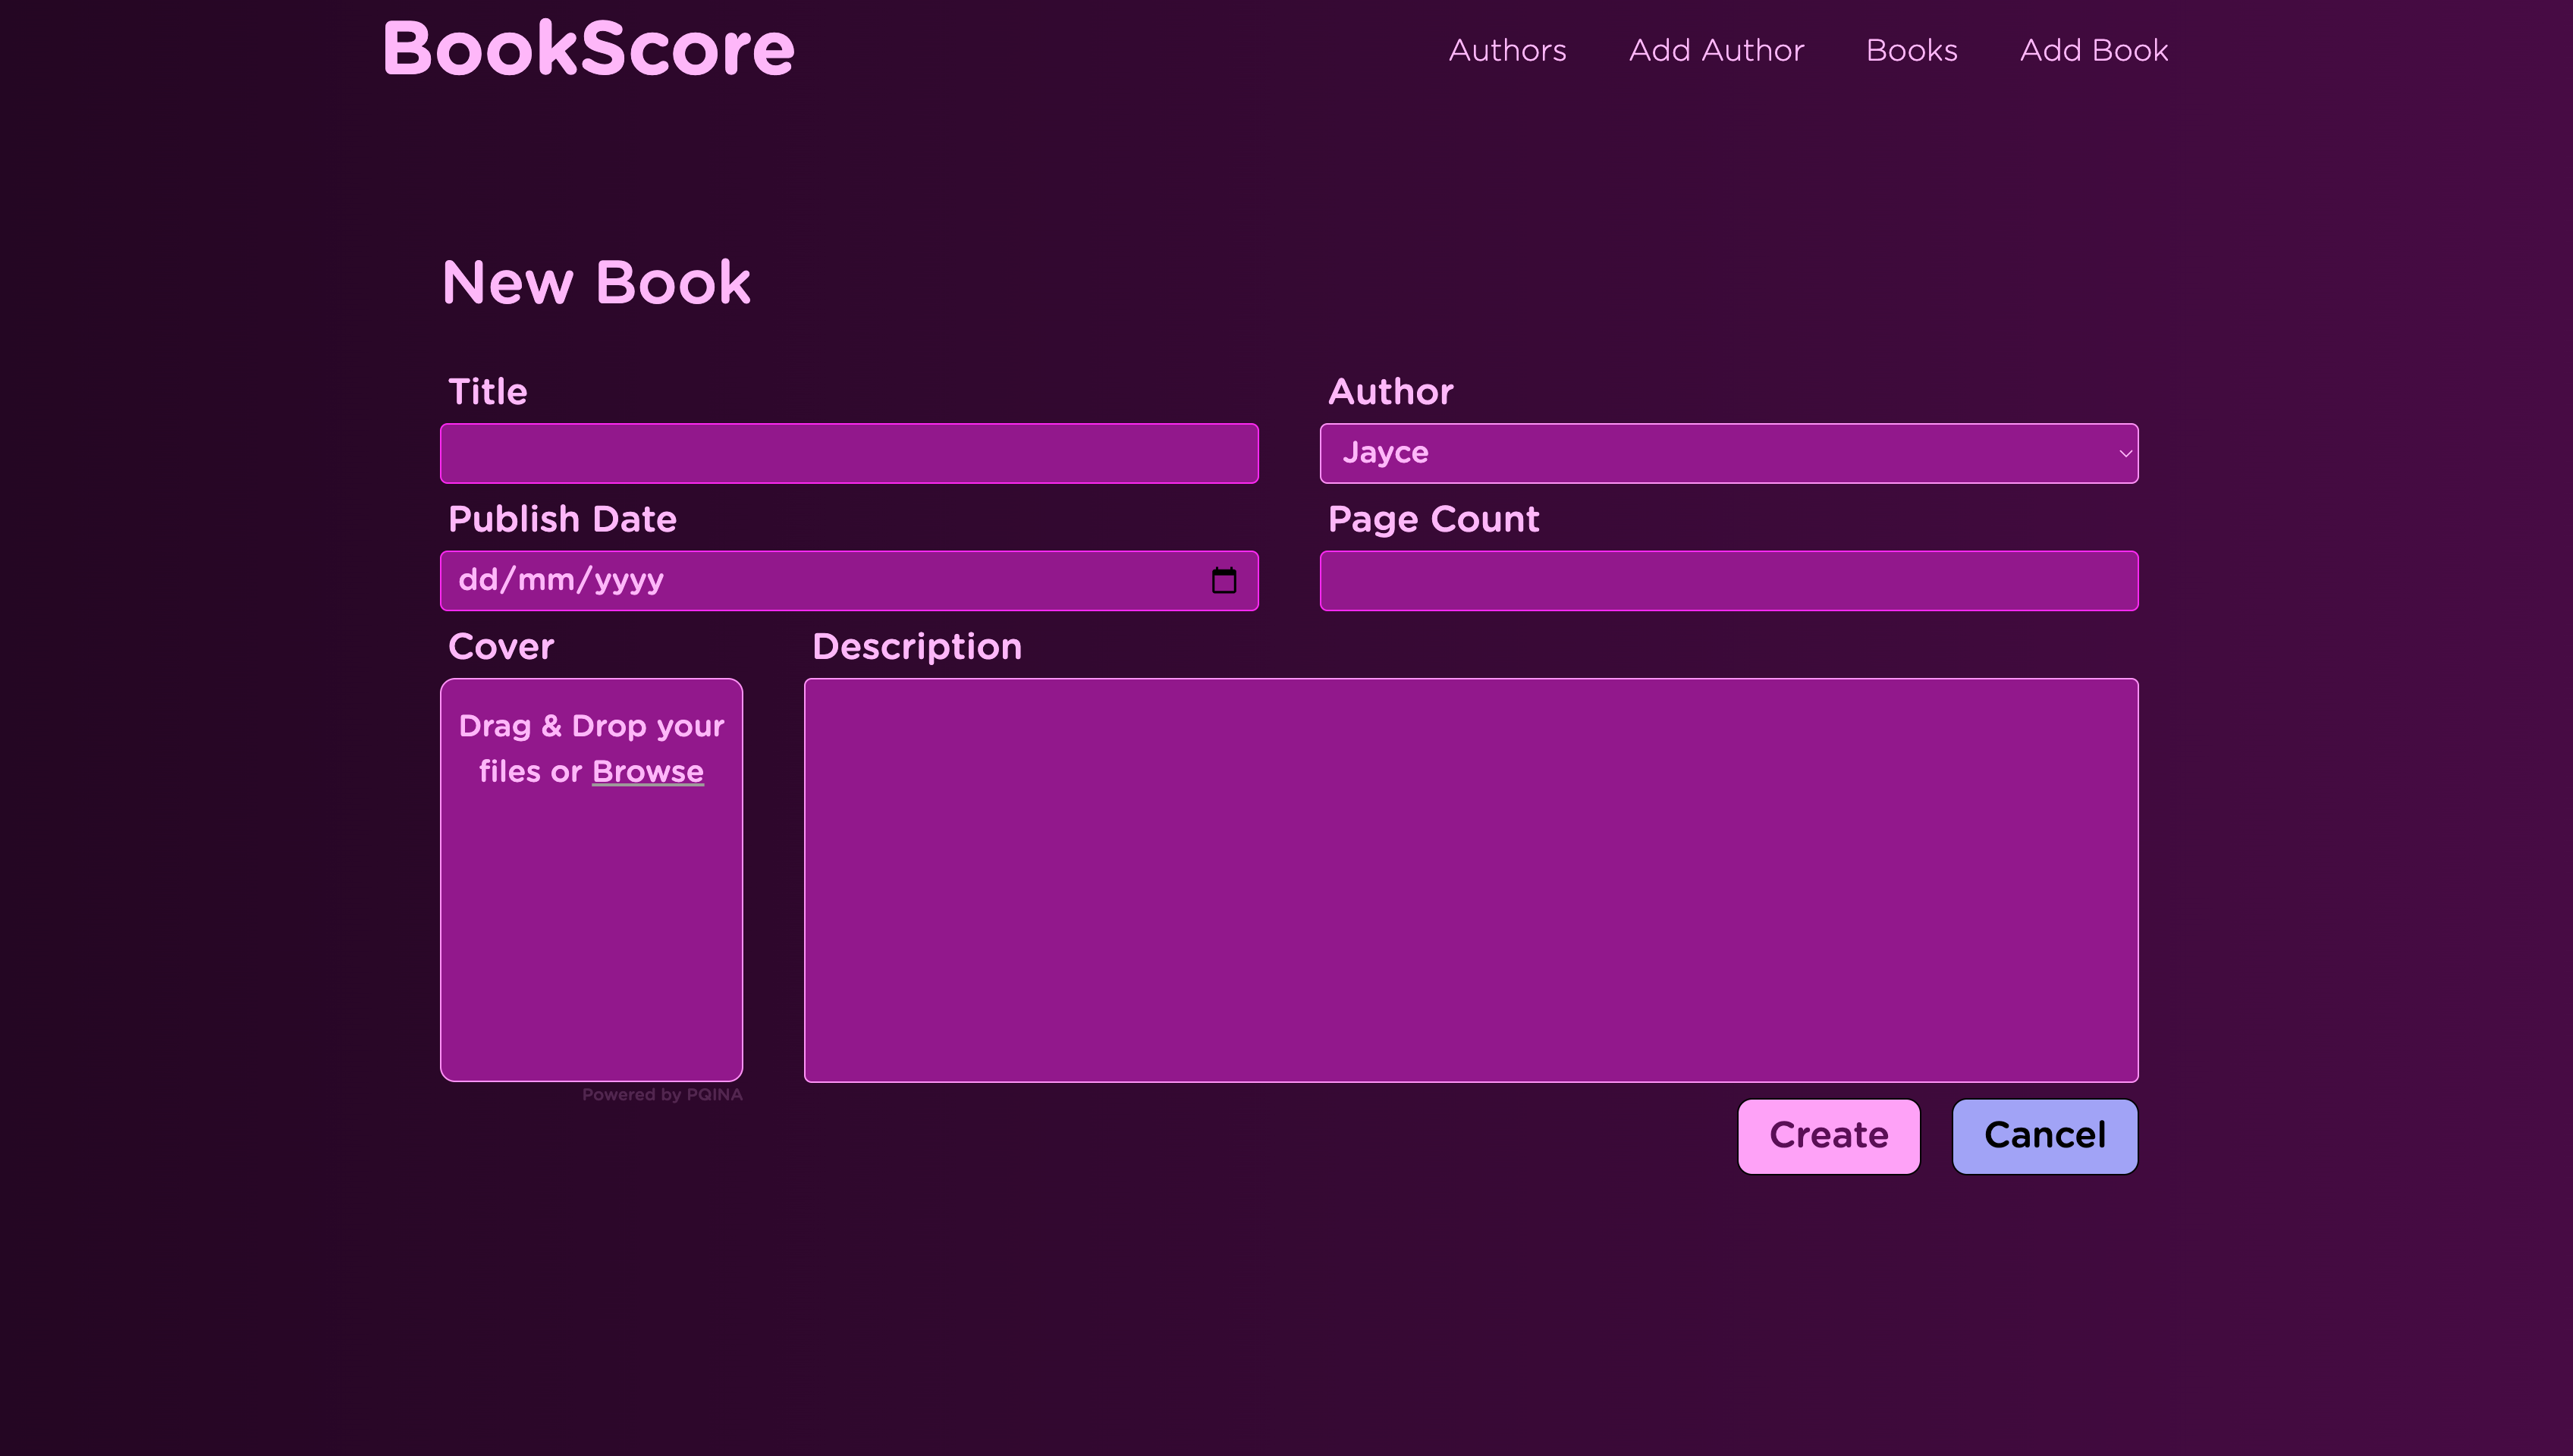 BookScore
Authors
Add Author
Books
Add Book
New Book
Title
Author
Jayce
Publish Date
Page Count
dd/mm/yyyy
Cover
Description
Drag & Drop your
files or Browse
Powered by PQINA
Create
Cancel